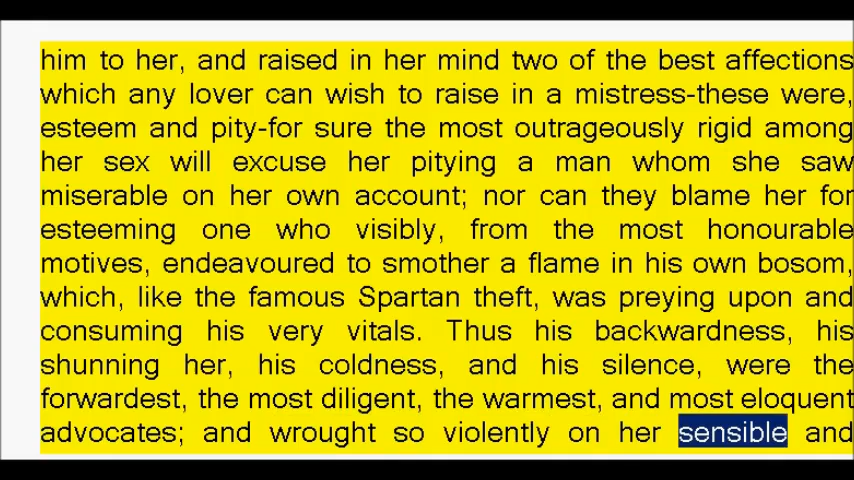 him to her, and raised in her mind two of the best affections
which any lover can wish to raise in a mistress-these were,
esteem and pity-for sure the most outrageously rigid among
her sex will excuse her pitying a man whom she saw
miserable on her own account; nor can they blame her for
esteeming one who visibly, from the most honourable
motives, endeavoured to smother a flame in his own bosom,
which, like the famous Spartan theft, was preying upon and
consuming his very vitals. Thus his backwardness, his
shunning her, his coldness, and his silence, were the
forwardest, the most diligent, the warmest, and most eloquent
advocates; and wrought so violently on her sensible and